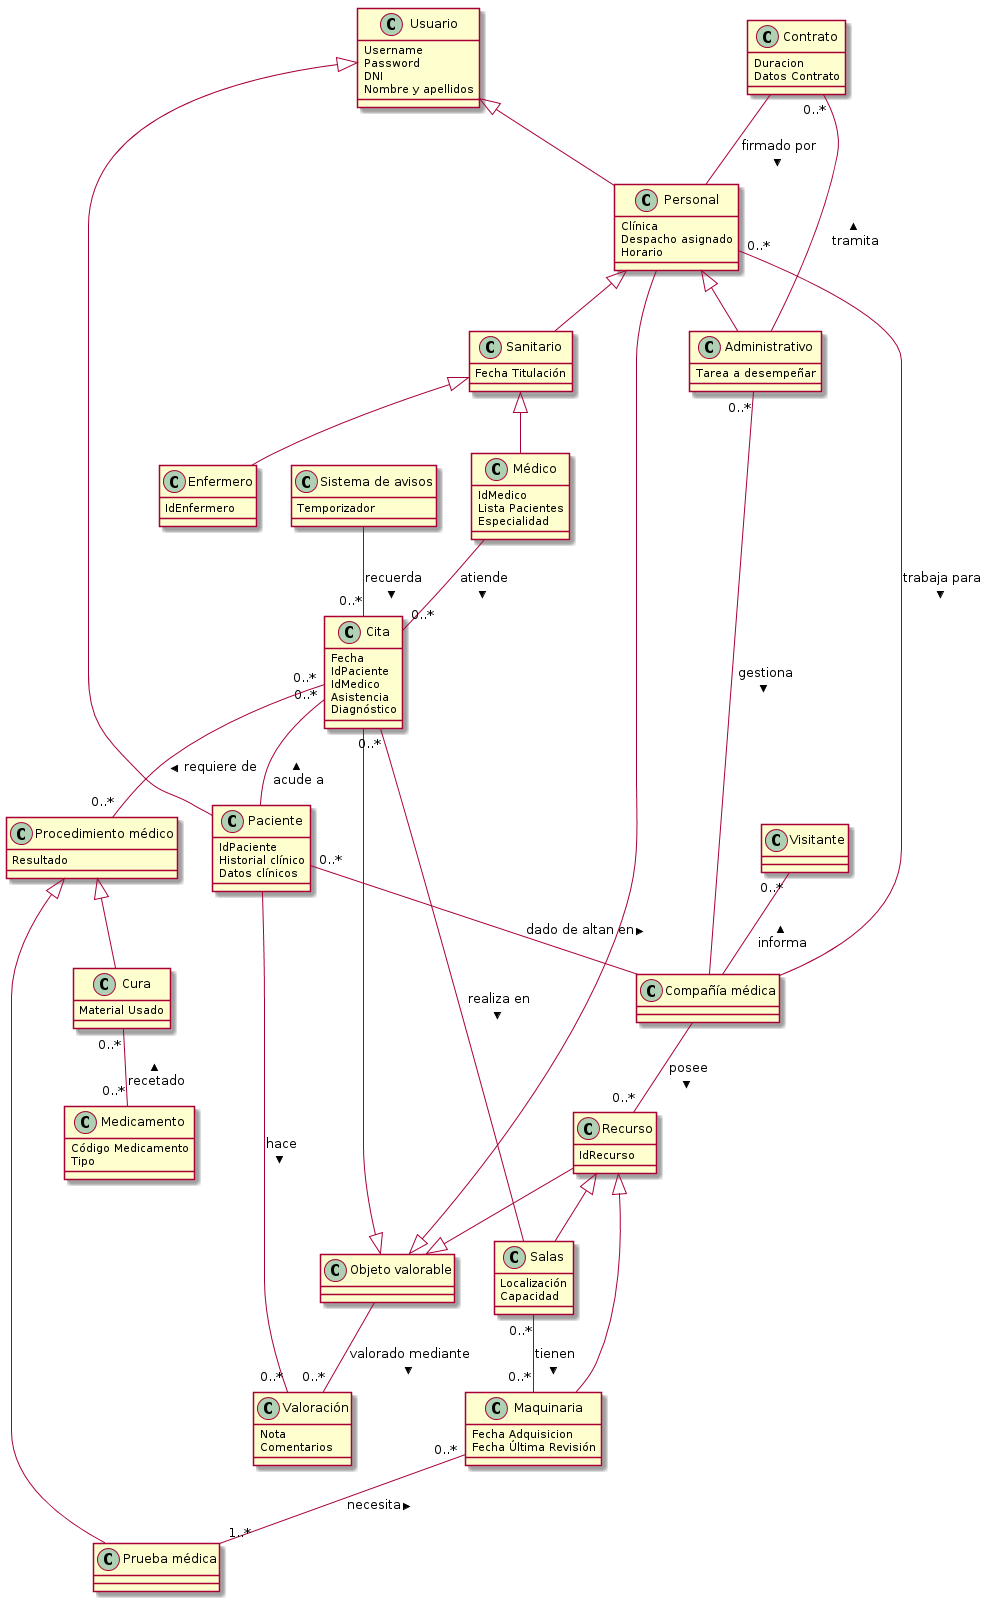 C Usuario
Username
Password
DNI
Nombre y apellidos
C Contrato
Duracion
Datos Contrato
0..*
firmado por
▼
C Personal
Clínica
Despacho asignado
Horario
0..*
▲
tramita
C Sanitario
Fecha Titulación
C Administrativo
Tarea a desempeñar
0..*
C Enfermero
IdEnfermero
C Sistema de avisos
Temporizador
C Médico
IdMedico
Lista Pacientes
Especialidad
recuerda
▼
atiende
▼
trabaja para
▼
0..*
0..*
C Cita
Fecha
IdPaciente
IdMedico
Asistencia
Diagnóstico
0..*
0..*
0..*
gestiona
▼
◄ requiere de
▲
acude a
0..*
C Procedimiento médico
Resultado
C Paciente
IdPaciente
Historial clínico
Datos clínicos
0..*
C Visitante
0..*
dado de altan en ►
▲
informa
C Cura
Material Usado
0..*
C Compañía médica
realiza en
▼
▲
recetado
0..*
posee
▼
0..*
C Medicamento
Código Medicamento
Tipo
C Recurso
IdRecurso
hace
▼
C Objeto valorable
C Salas
Localización
Capacidad
0..*
valorado mediante
▼
tienen
▼
0..*
0..*
0..*
C Valoración
Nota
Comentarios
C Maquinaria
Fecha Adquisicion
Fecha Última Revisión
0..*
necesita ►
1..*
C Prueba médica